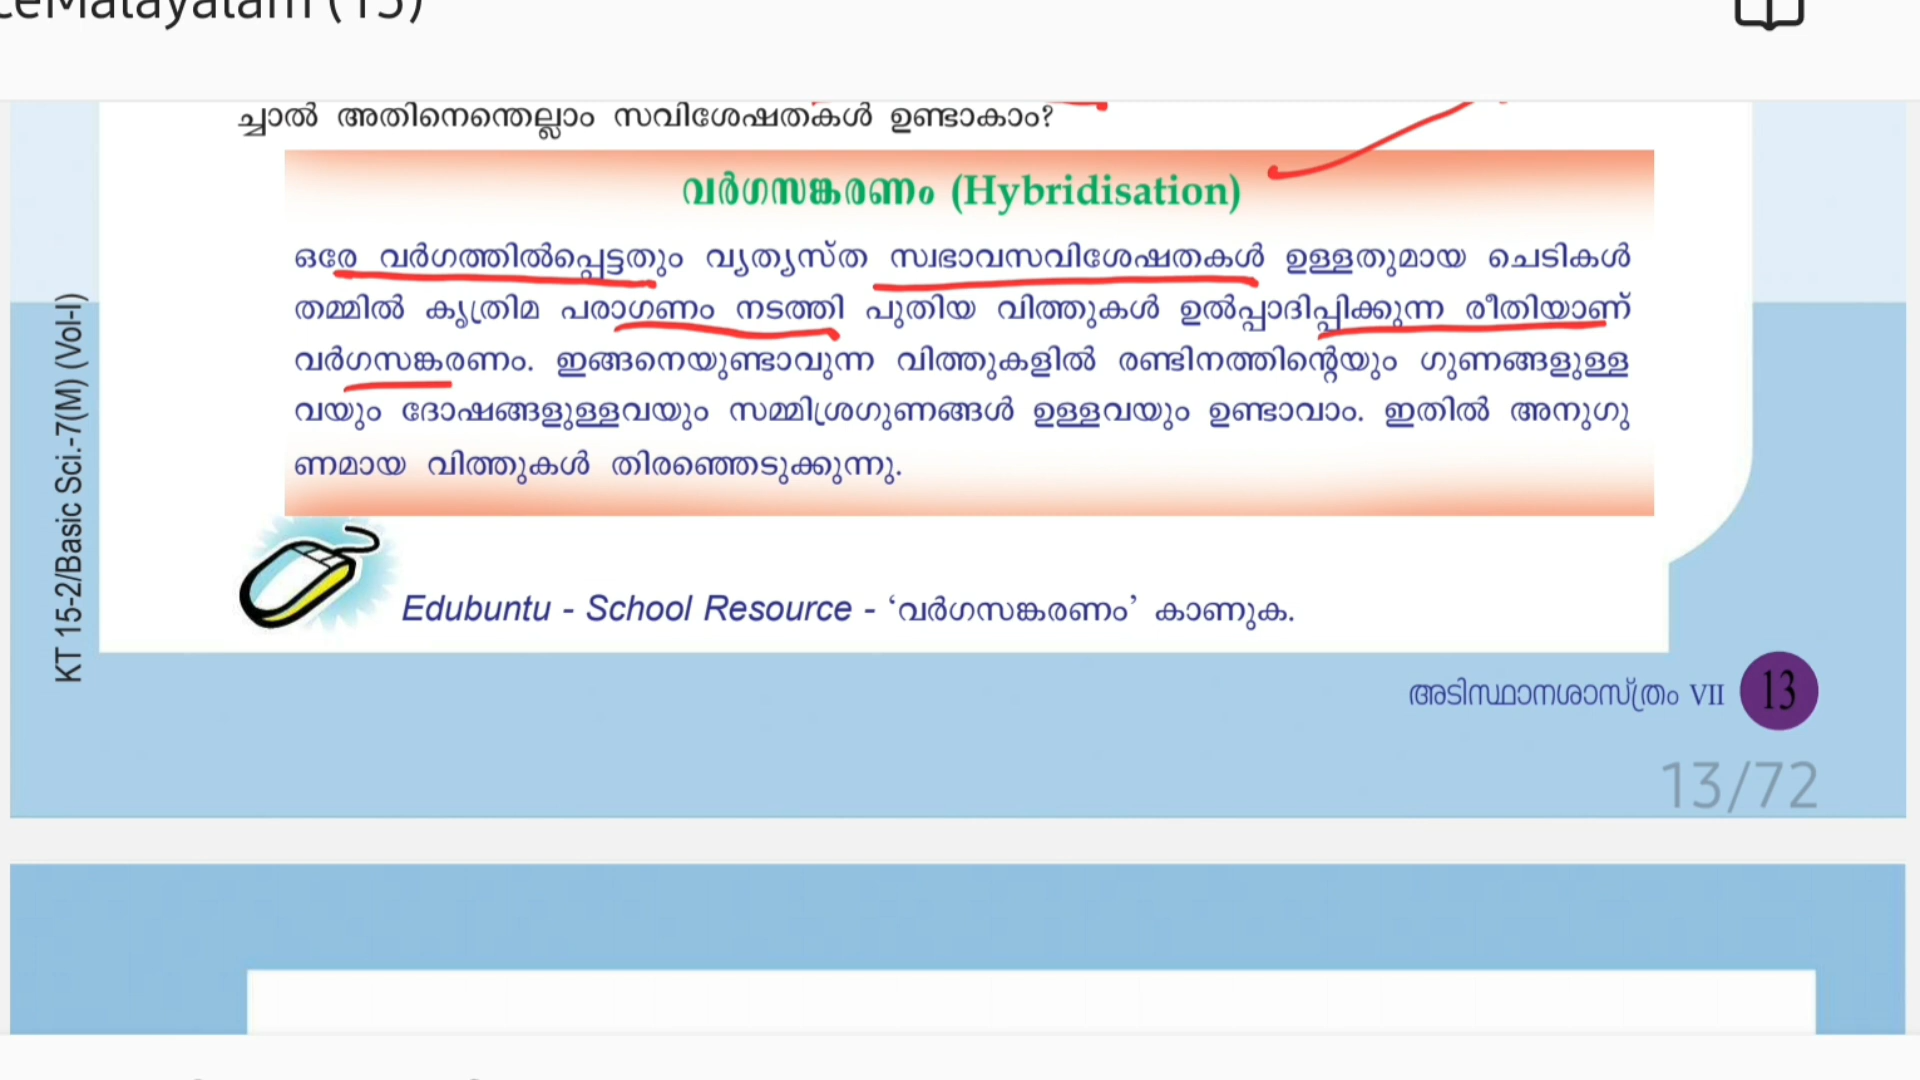 ceMalayalam (15)
ച്ചാൽ അതിനെന്തെല്ലാം സവിശേഷതകൾ ഉണ്ടാകാം?
വർഗസങ്കരണം (Hybridisation)
ഒരേ വർഗത്തിൽപ്പെട്ടതും വ്യത്യസ്ത സ്വഭാവസവിശേഷതകൾ ഉള്ളതുമായ ചെടികൾ
തമ്മിൽ കൃത്രിമ പരാഗണം നടത്തി പുതിയ വിത്തുകൾ ഉൽപ്പാദിപ്പിക്കുന്ന രീതിയാണ്
വർഗസങ്കരണം. ഇങ്ങനെയുണ്ടാവുന്ന വിത്തുകളിൽ രണ്ടിനത്തിന്റെയും ഗുണങ്ങളുള്ള
വയും ദോഷങ്ങളുള്ളവയും സമ്മിശ്രഗുണങ്ങൾ ഉള്ളവയും ഉണ്ടാവാം. ഇതിൽ അനുഗു
ണമായ വിത്തുകൾ തിരഞ്ഞെടുക്കുന്നു.
Edubuntu - School Resource - ‘വർഗസങ്കരണം’ കാണുക.
KT 15-2/Basic Sci.-7(M) (Vol-I)
അടിസ്ഥാനശാസ്ത്രം VII 13
13/72